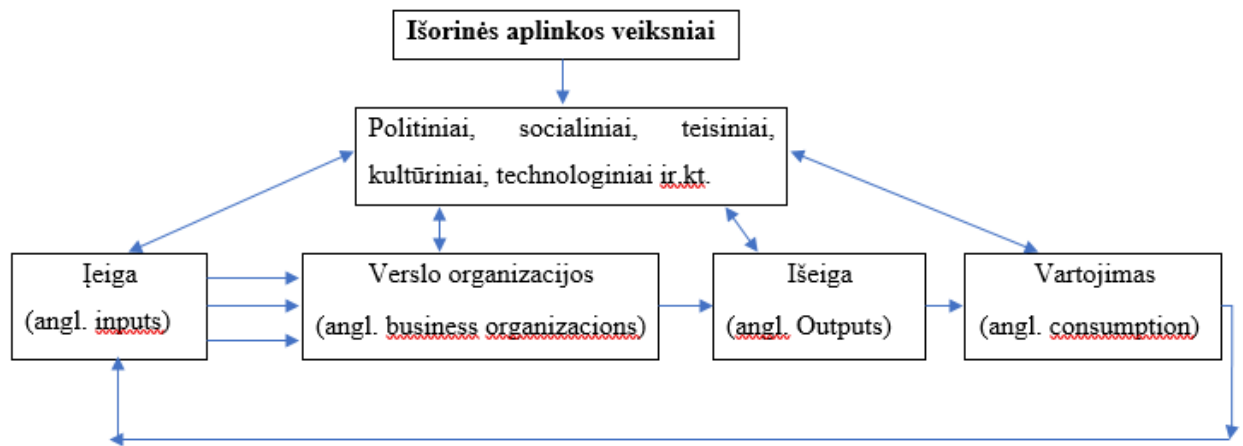 Išorinės aplinkos veiksniai
Politiniai, socialiniai, teisiniai,
kultūriniai, technologiniai ir.kt.
Įeiga
(angl. inputs)
Verslo organizacijos
(angl. business organizacions)
Išeiga
(angl. Outputs)
Vartojimas
(angl. consumption)